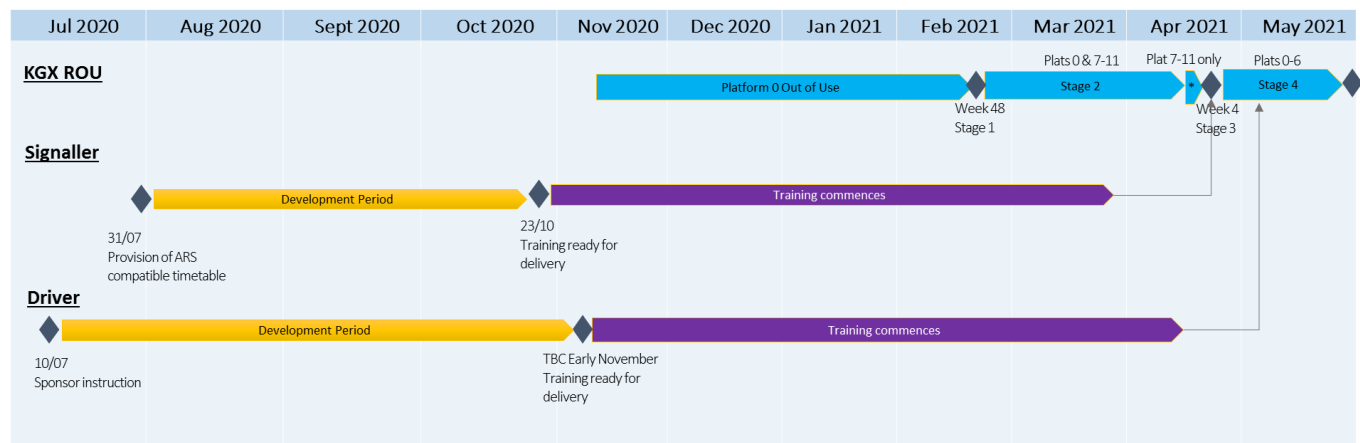 Jul 2020 Aug 2020 Sept 2020 Oct 2020 Nov 2020 Dec 2020 Jan 2021 Feb 2021 Mar 2021 Apr 2021 May 2021
KGX ROU
Plats 0 & 7-11 Plat 7-11 only Plats 0-6
Platform 0 Out of Use Stage 2 * Stage 4
Week 48
Stage 1
Week 4
Stage 3
Signaller
Development Period Training commences
31/07
Provision of ARS
compatible timetable
23/10
Training ready for
delivery
Driver
Development Period Training commences
10/07
Sponsor instruction
TBC Early November
Training ready for
delivery